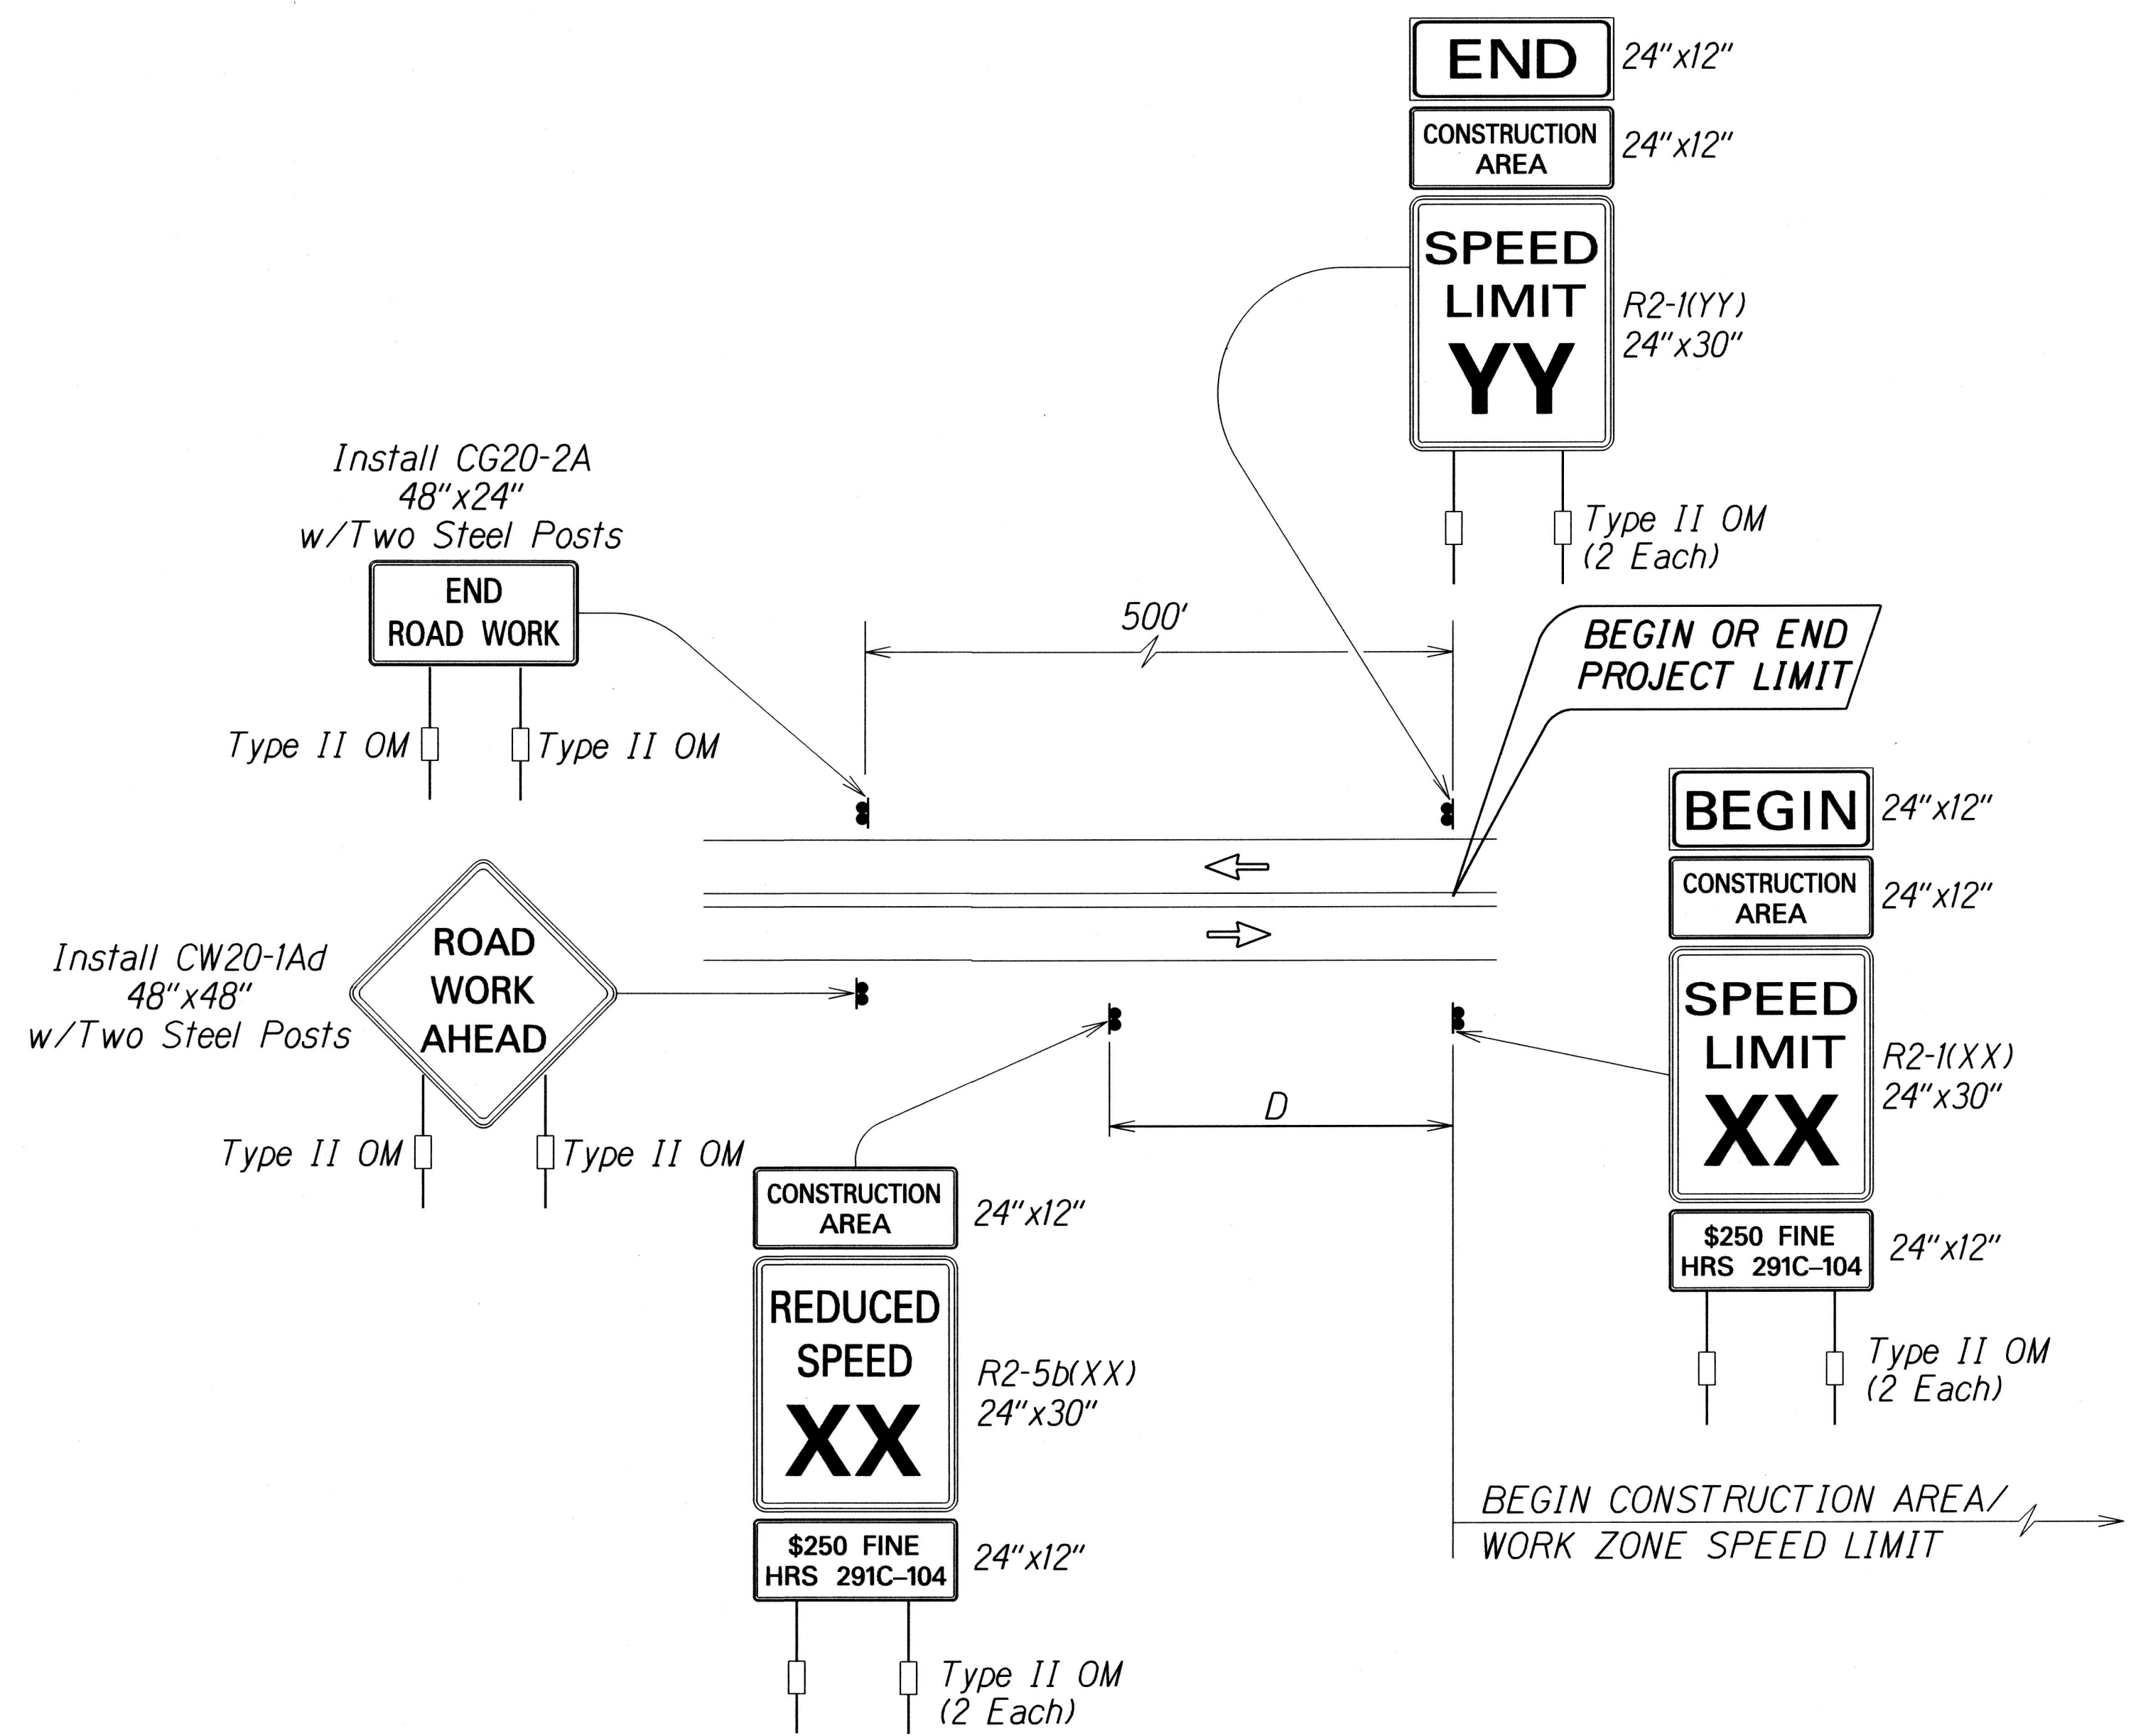 END
24"x12"
CONSTRUCTION
AREA
24"x12"
SPEED
LIMIT
YY
R2-1(YY)
24"x30"
Type II OM
(2 Each)
Install CG20-2A
48"x24"
w/Two Steel Posts
END
ROAD WORK
Type II OM
Type II OM
500'
BEGIN OR END
PROJECT LIMIT
BEGIN
24"x12"
CONSTRUCTION
AREA
24"x12"
SPEED
LIMIT
XX
R2-1(XX)
24"x30"
$250 FINE
HRS 291C–104
24"x12"
Type II OM
(2 Each)
Install CW20-1Ad
48"x48"
w/Two Steel Posts
ROAD
WORK
AHEAD
Type II OM
Type II OM
D
CONSTRUCTION
AREA
24"x12"
REDUCED
SPEED
XX
R2-5b(XX)
24"x30"
$250 FINE
HRS 291C–104
24"x12"
Type II OM
(2 Each)
BEGIN CONSTRUCTION AREA/
WORK ZONE SPEED LIMIT